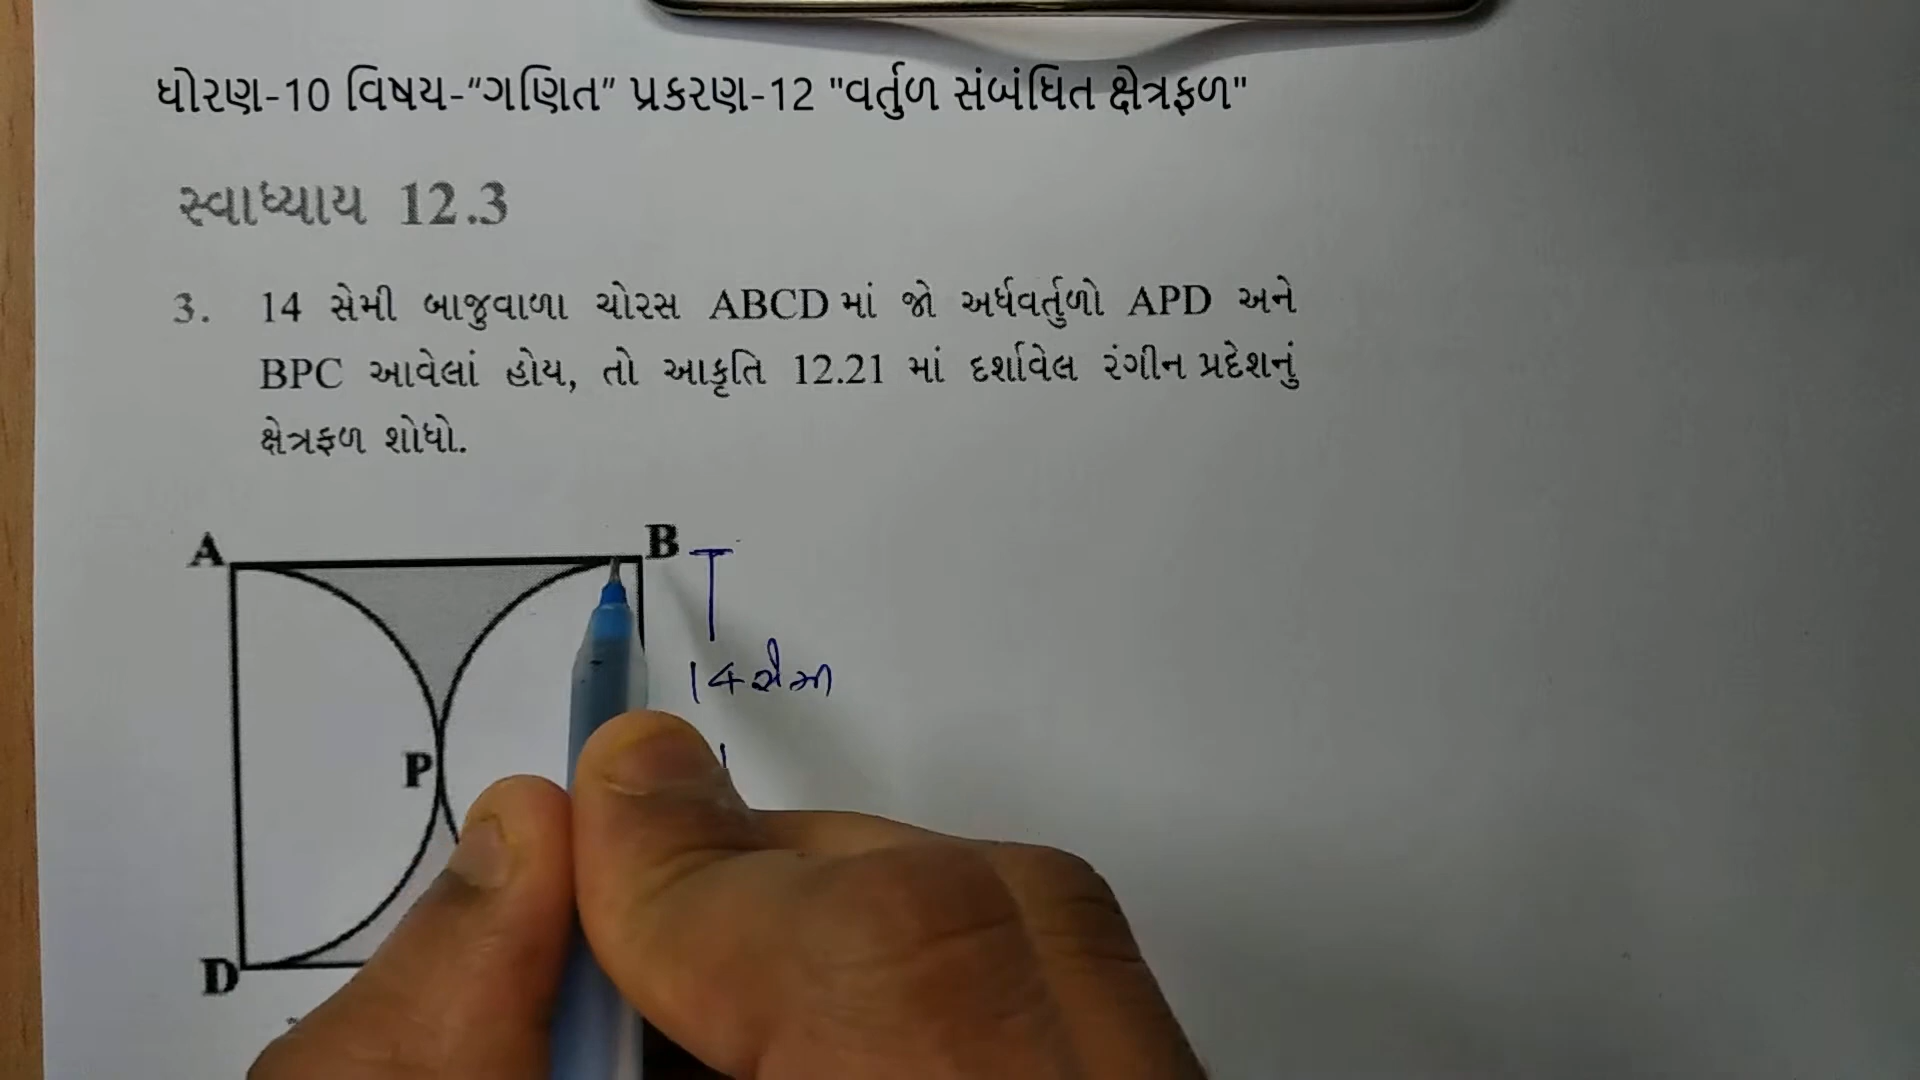 ધોરણ-10 વિષય-“ગણિત” પ્રકરણ-12 "વર્તુળ સંબંધિત ક્ષેત્રફળ"
સ્વાધ્યાય 12.3
3. 14 સેમી બાજુવાળા ચોરસ ABCD માં જો અર્ધવર્તુળો APD અને
BPC આવેલાં હોય, તો આકૃતિ 12.21 માં દર્શાવેલ રંગીન પ્રદેશનું
ક્ષેત્રફળ શોધો.
A B
14 સેમી
P
D